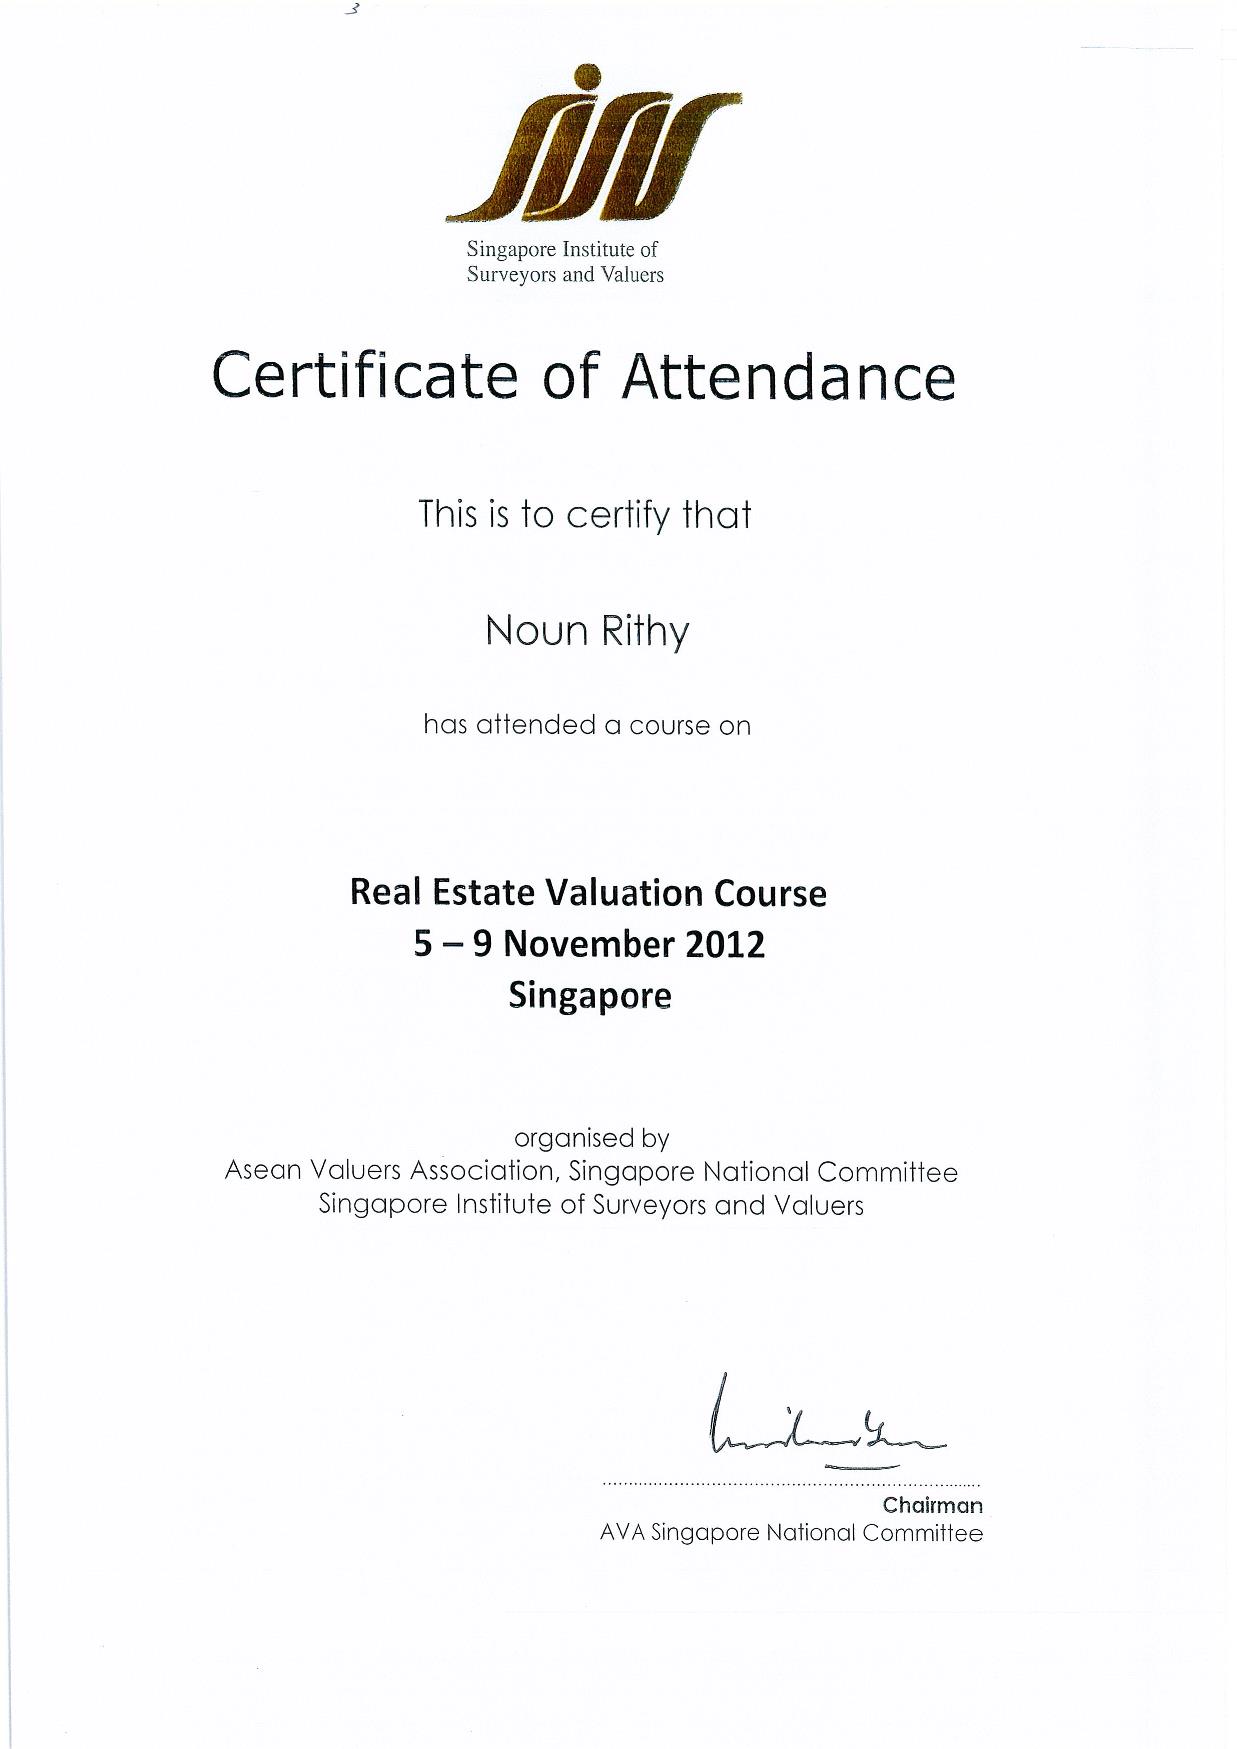 3
SISV
Singapore Institute of
Surveyors and Valuers
Certificate of Attendance
This is to certify that
Noun Rithy
has attended a course on
Real Estate Valuation Course
5 – 9 November 2012
Singapore
organised by
Asean Valuers Association, Singapore National Committee
Singapore Institute of Surveyors and Valuers
Chairman
AVA Singapore National Committee